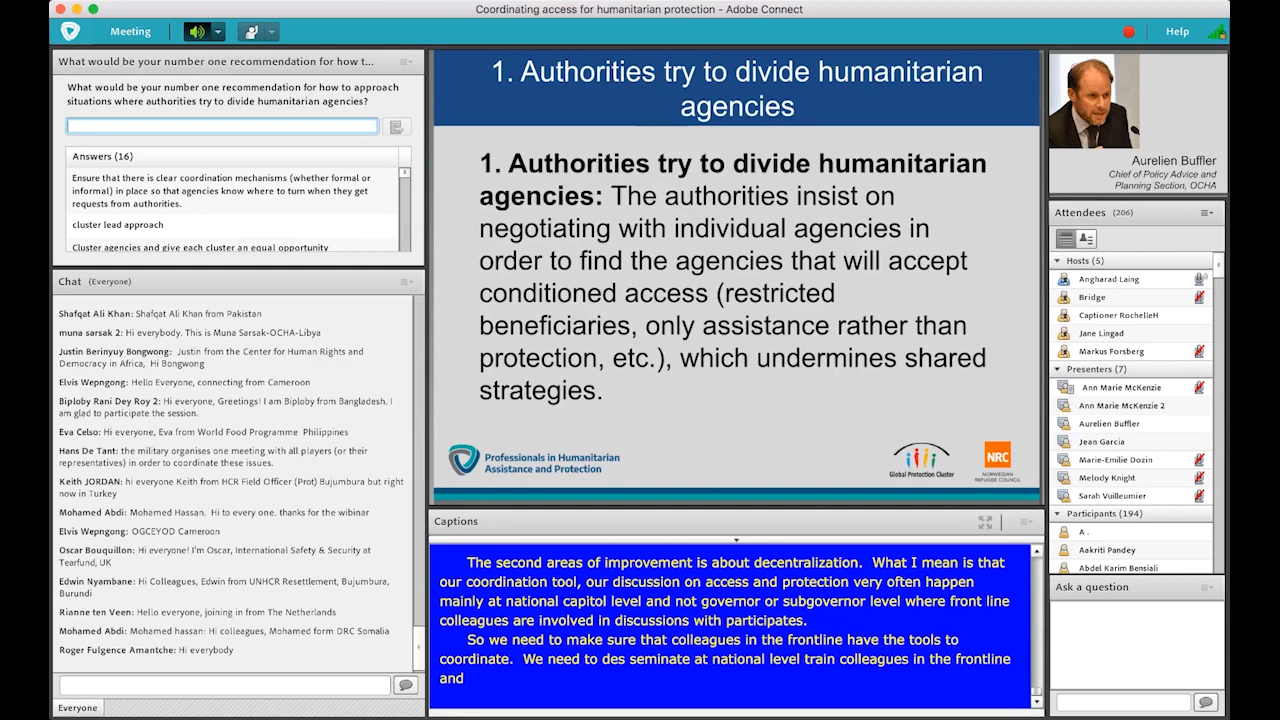 Coordinating access for humanitarian protection - Adobe Connect
Meeting
Help
What would be your number one recommendation for how t...
What would be your number one recommendation for how to approach
situations where authorities try to divide humanitarian agencies?
Answers (16)
Ensure that there is clear coordination mechanisms (whether formal or
informal) in place so that agencies know where to turn when they get
requests from authorities.
cluster lead approach
Cluster agencies and give each cluster an equal opportunity
Chat (Everyone)
Shafqat Ali Khan: Shafqat Ali Khan from Pakistan
muna sarsak 2: Hi everybody. This is Muna Sarsak-OCHA-Libya
Justin Berinyuy Bongwong: Justin from the Center for Human Rights and
Democracy in Africa, Hi Bongwong
Elvis Wepngong: Hello Everyone, connecting from Cameroon
Biploby Rani Dey Roy 2: Hi everyone, Greetings! I am Biploby from Bangladesh. I
am glad to participate the session.
Eva Celso: Hi everyone, Eva from World Food Programme Philippines
Hans De Tant: the military organises one meeting with all players (or their
representatives) in order to coordinate these issues.
Keith JORDAN: hi everyone Keith from HCR Field Officer (Prot) Bujumbura but right
now in Turkey
Mohamed Abdi: Mohamed Hassan. Hi to every one. thanks for the wibinar
Elvis Wepngong: OGCEYOD Cameroon
Oscar Bouquillon: Hi everyone! I'm Oscar, International Safety & Security at
Tearfund, UK
Edwin Nyambane: Hi Colleagues, Edwin from UNHCR Resettlement, Bujumbura,
Burundi
Rianne ten Veen: Hello everyone, joining in from The Netherlands
Mohamed Abdi: Mohamed hassan: Hi colleagues, Mohamed form DRC Somalia
Roger Fulgence Amantche: Hi everybody
Everyone
1. Authorities try to divide humanitarian
agencies
1. Authorities try to divide humanitarian
agencies: The authorities insist on
negotiating with individual agencies in
order to find the agencies that will accept
conditioned access (restricted
beneficiaries, only assistance rather than
protection, etc.), which undermines shared
strategies.
Professionals in Humanitarian
Assistance and Protection
Global Protection Cluster
NRC
NORWEGIAN
REFUGEE COUNCIL
Captions
The second areas of improvement is about decentralization. What I mean is that
our coordination tool, our discussion on access and protection very often happen
mainly at national capitol level and not governor or subgovernor level where front line
colleagues are involved in discussions with participates.
So we need to make sure that colleagues in the frontline have the tools to
coordinate. We need to des seminate at national level train colleagues in the frontline
and
Aurelien Buffler
Chief of Policy Advice and
Planning Section, OCHA
Attendees (206)
Hosts (5)
Angharad Laing
Bridge
Captioner RochelleH
Jane Lingad
Markus Forsberg
Presenters (7)
Ann Marie McKenzie
Ann Marie McKenzie 2
Aurelien Buffler
Jean Garcia
Marie-Emilie Dozin
Melody Knight
Sarah Vuilleumier
Participants (194)
A .
Aakriti Pandey
Abdel Karim Bensiali
Ask a question